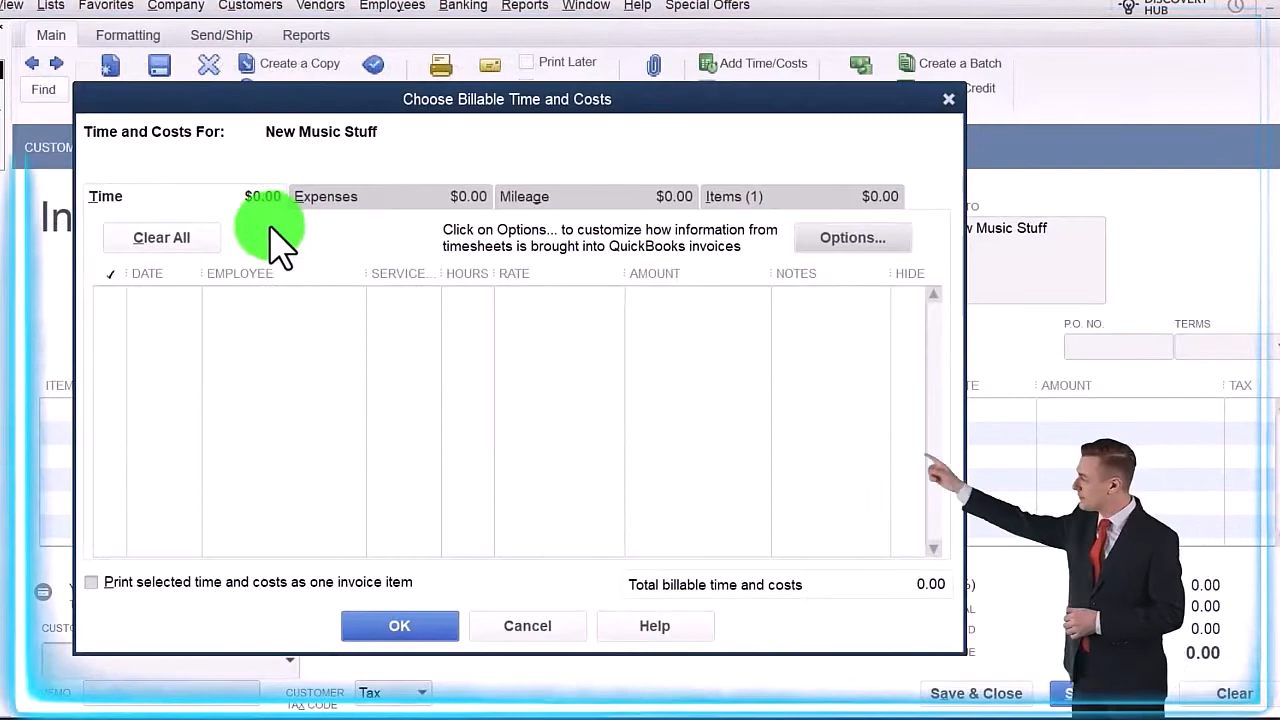 View Lists Favorites Company Customers Vendors Employees Banking Reports Window Help Special Offers
HUB
Main Formatting Send/Ship Reports
Create a Copy Print Later Add Time/Costs Create a Batch
Find
Credit
Choose Billable Time and Costs
Time and Costs For: New Music Stuff
CUSTOM
Time $0.00 Expenses $0.00 Mileage $0.00 Items (1) $0.00
TO
In
w Music Stuff
Clear All
Click on Options... to customize how information from
timesheets is brought into QuickBooks invoices
Options...
✓ DATE EMPLOYEE SERVICE... HOURS RATE AMOUNT NOTES HIDE
P.O. NO. TERMS
ITEM
TE AMOUNT TAX
Print selected time and costs as one invoice item
Total billable time and costs 0.00
%) 0.00
AL 0.00
D 0.00
E 0.00
OK Cancel Help
CUSTO
MEMO
CUSTOMER
TAX CODE
Tax
Save & Close S Clear